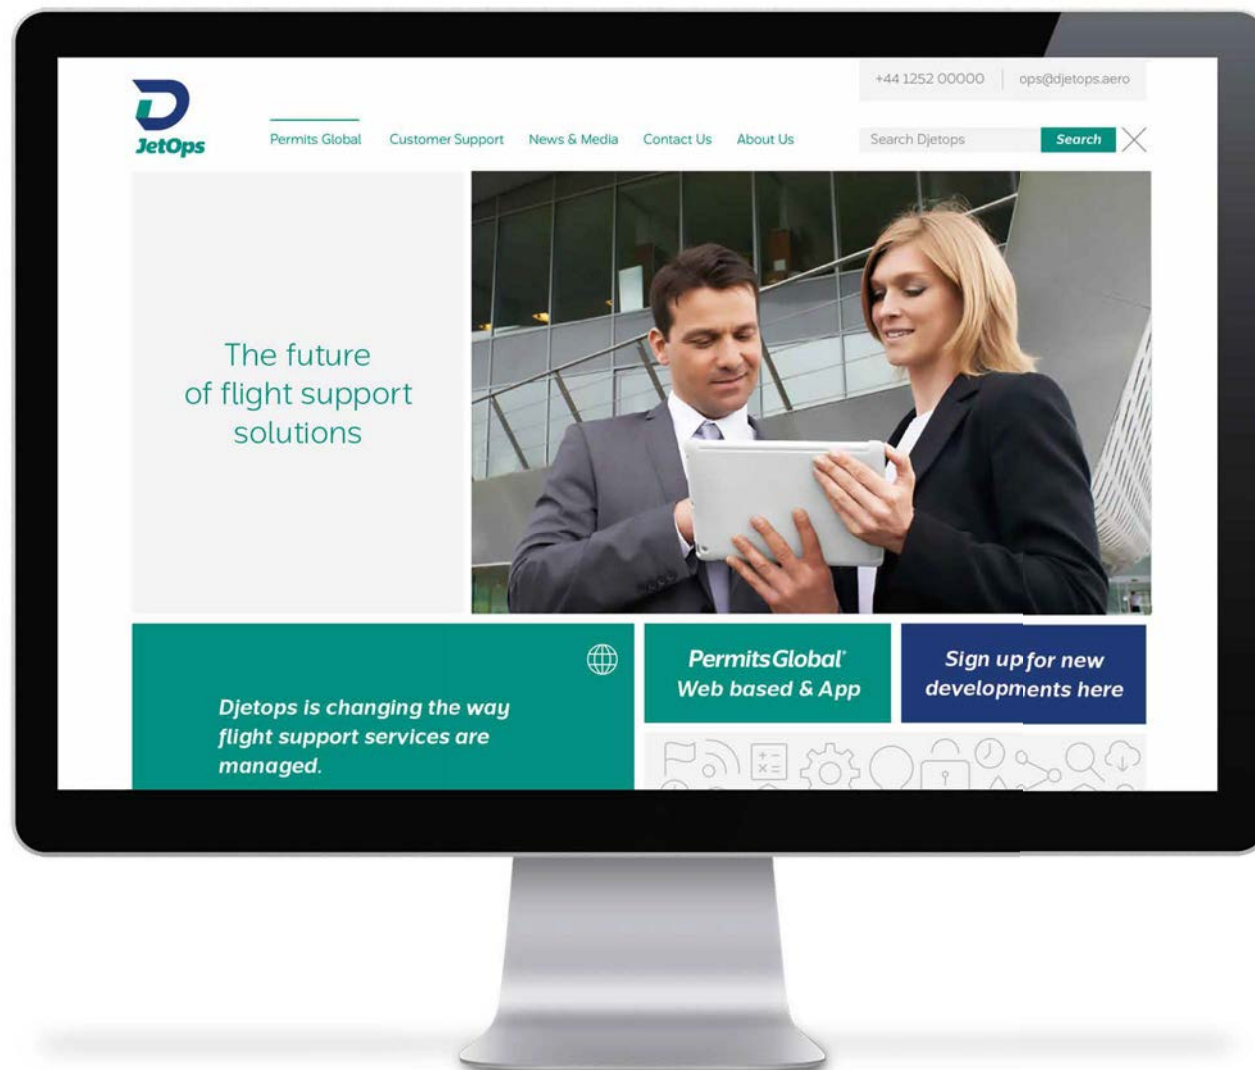 +44 1252 00000
ops@djetops.aero
D
JetOps
Permits Global
Customer Support
News & Media
Contact Us
About Us
Search Djetops
Search
The future
of flight support
solutions
Djetops is changing the way
flight support services are
managed.
PermitsGlobal®
Web based & App
Sign up for new
developments here